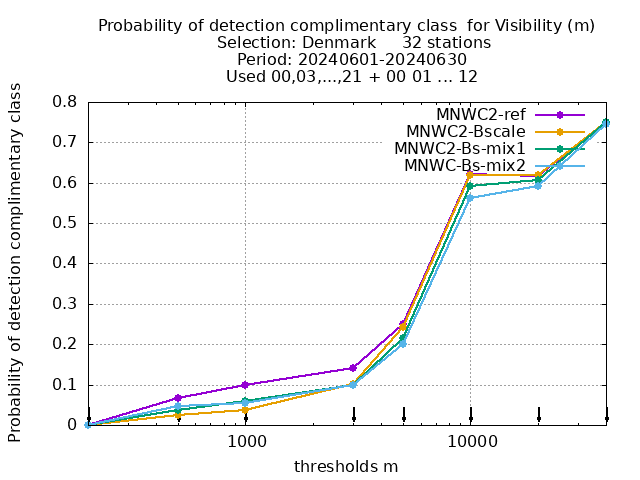 Probability of detection complimentary class  for Visibility (m)
Selection: Denmark     32 stations
Period: 20240601-20240630
Used 00,03,...,21 + 00 01 ... 12
Probability of detection complimentary class
0.8
0.7
0.6
0.5
0.4
0.3
0.2
0.1
0
MNWC2-ref
MNWC2-Bscale
MNWC2-Bs-mix1
MNWC-Bs-mix2
1000
10000
thresholds m